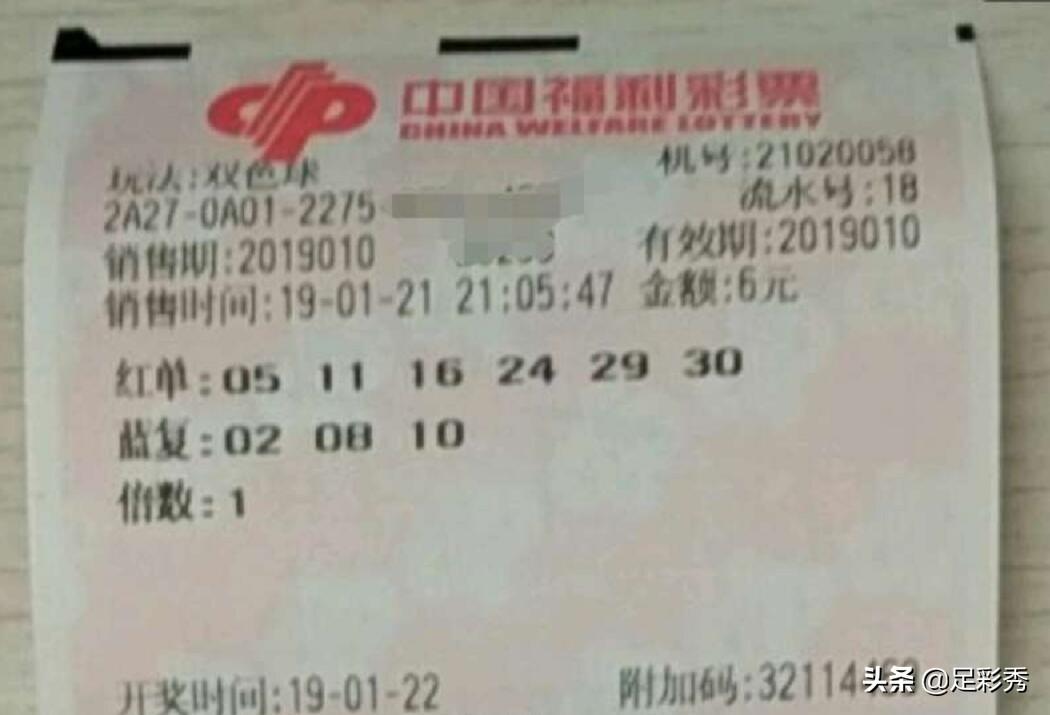 中国福利彩票
CHINA WELFARE LOTTERY
玩法:双色球 机号:21020058
2A27-0A01-2275 流水号:18
销售期:2019010 有效期:2019010
销售时间:19-01-21 21:05:47 金额:6元
红单:05 11 16 24 29 30
蓝复:02 08 10
倍数:1
开奖时间:19-01-22 附加码:32114
头条 @足彩秀